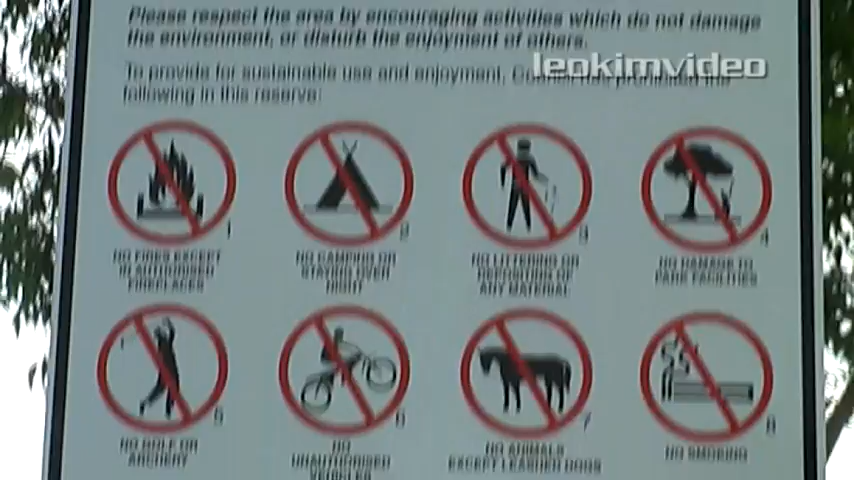 Please respect the area by encouraging activities which do not damage
the environment, or disturb the enjoyment of others.
leokimvideo
To provide for sustainable use and enjoyment, Council has prohibited the
following in this reserve:
1
2
3
4
NO FIRES EXCEPT
IN AUTHORISED
FIREPLACES
NO CAMPING OR
STAYING OVER
NIGHT
NO LITTERING OR
DEPOSITING OF
ANY MATERIAL
NO DAMAGE TO
PARK FACILITIES
5
6
7
8
NO GOLF OR
ARCHERY
NO
UNAUTHORISED
VEHICLES
NO ANIMALS
EXCEPT LEASHED DOGS
NO SMOKING